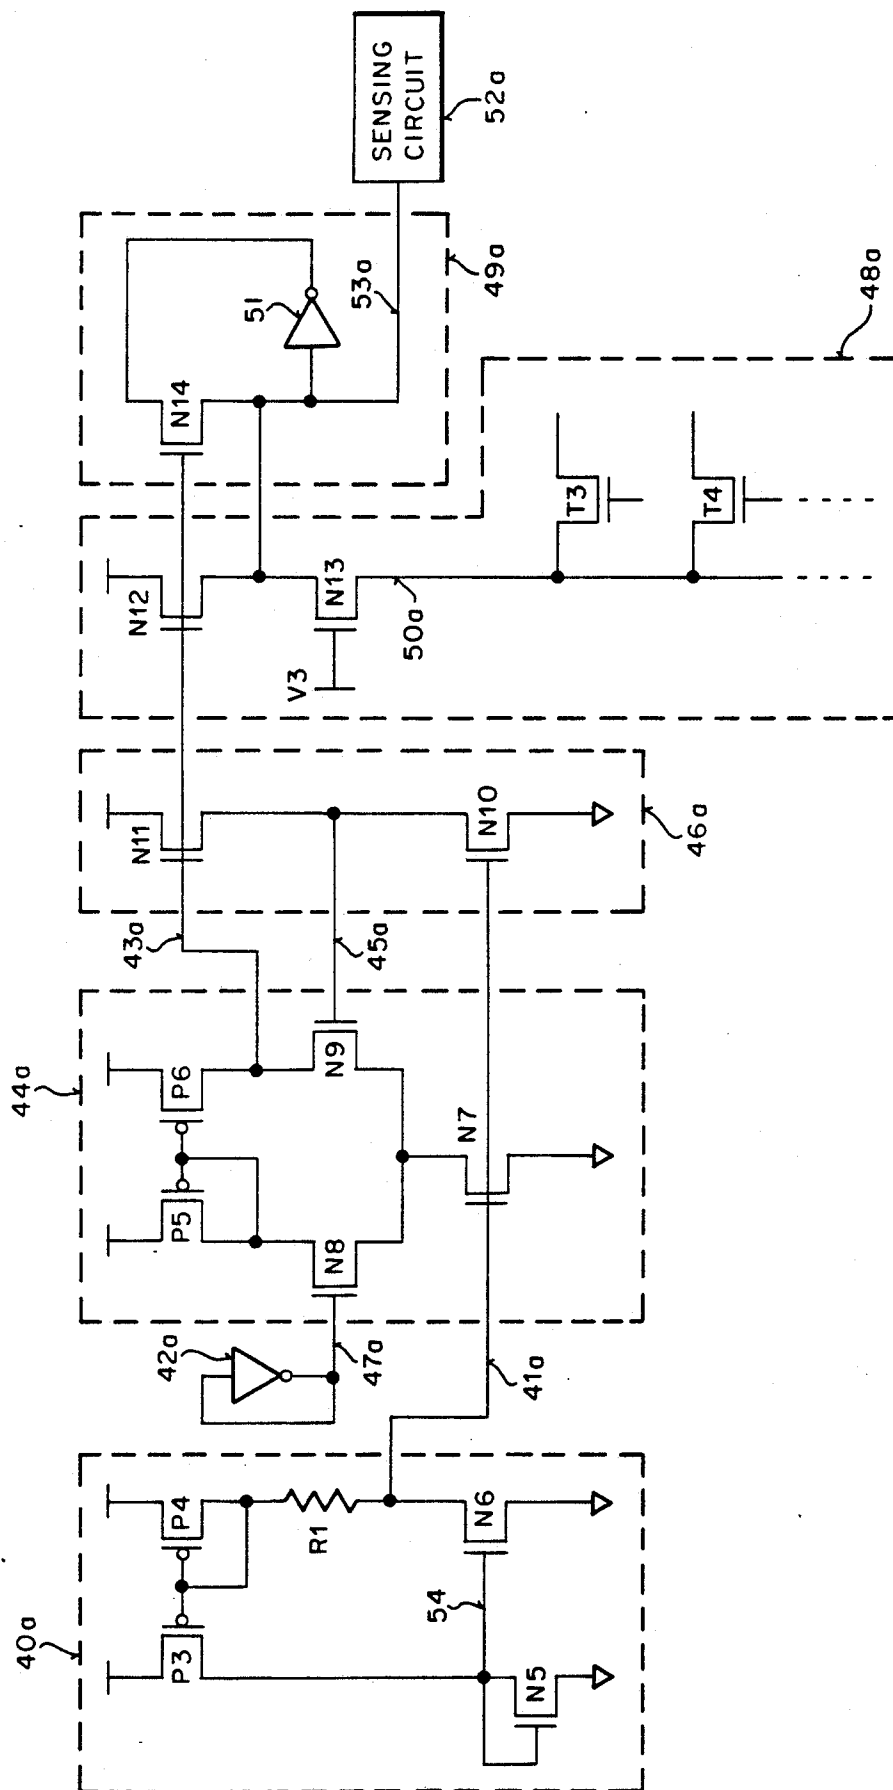 SENSING
CIRCUIT
52a
51
53a
49a
N14
48a
N12
N13
V3
50a
T3
T4
N11
N10
46a
43a
45a
44a
P6
P5
N9
N8
N7
42a
47a
41a
40a
P4
P3
R1
N6
54
N5